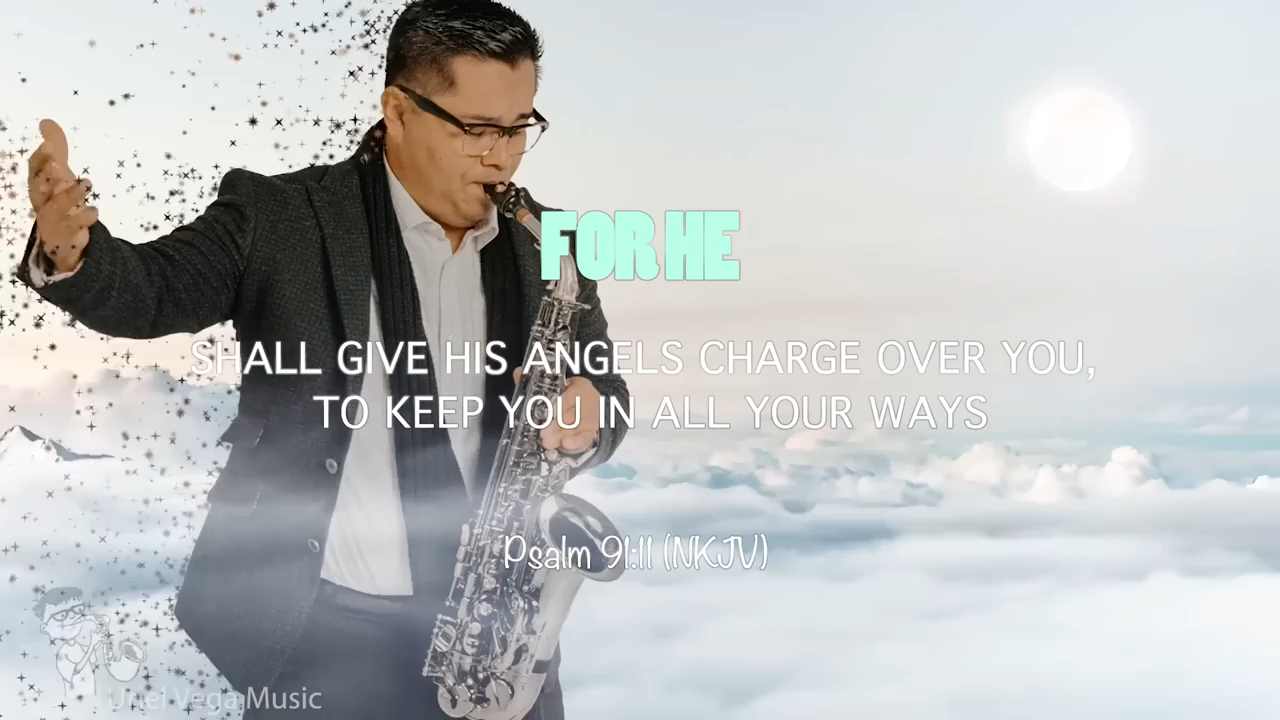 FOR HE
SHALL GIVE HIS ANGELS CHARGE OVER YOU,
TO KEEP YOU IN ALL YOUR WAYS
Psalm 91:11 (NKJV)
Uriel Vega Music